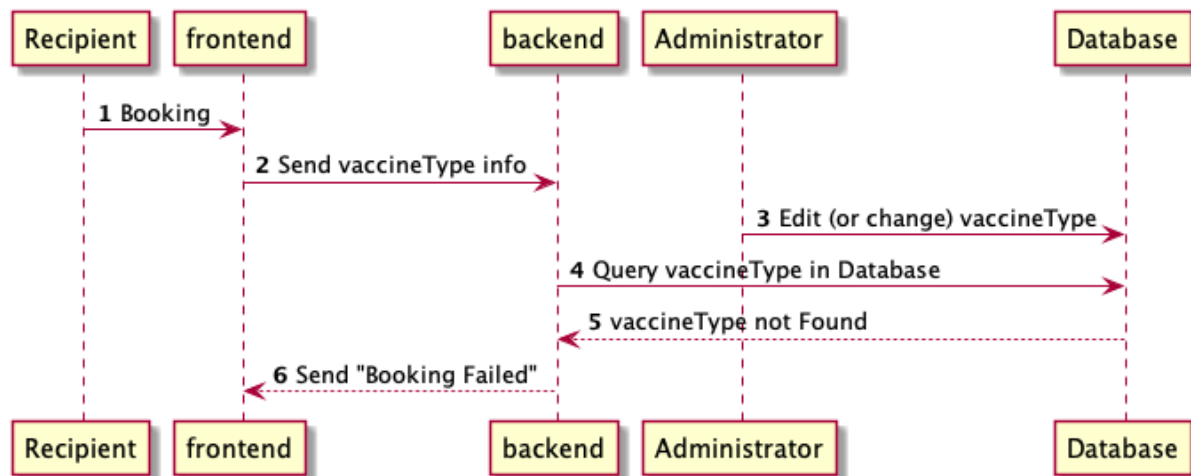 Recipient frontend backend Administrator Database
1 Booking
2 Send vaccineType info
3 Edit (or change) vaccineType
4 Query vaccineType in Database
5 vaccineType not Found
6 Send "Booking Failed"
Recipient frontend backend Administrator Database